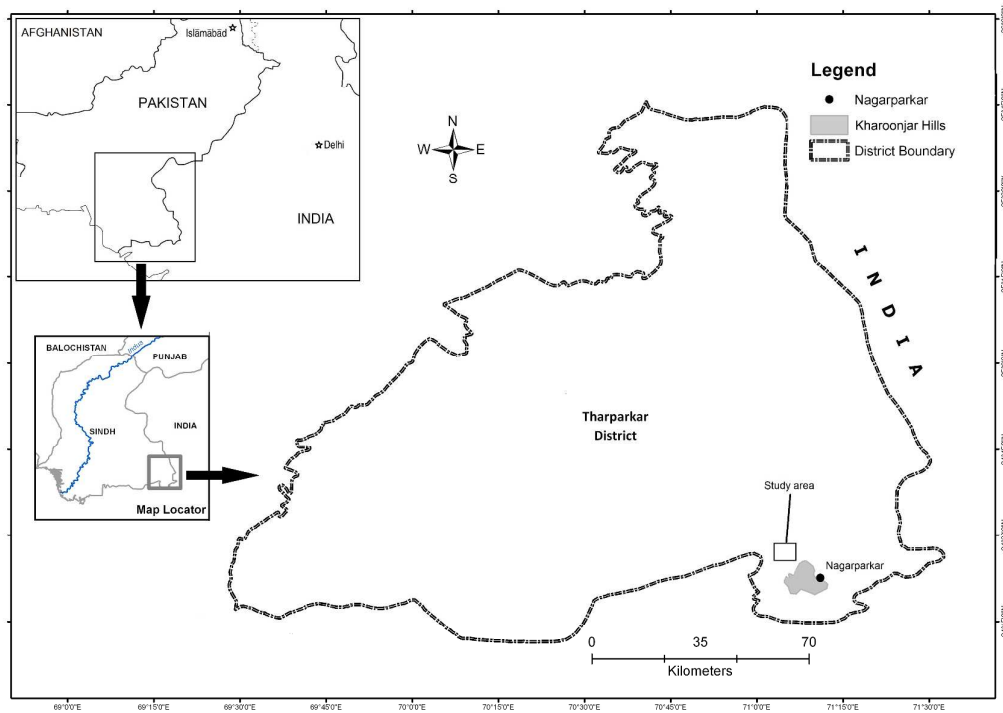 AFGHANISTAN
Islāmābād
PAKISTAN
Delhi
INDIA
N
W E
S
Legend
Nagarparkar
Kharoonjar Hills
District Boundary
I N D I A
BALOCHISTAN
Indus
PUNJAB
INDIA
SINDH
Map Locator
Tharparkar
District
Study area
Nagarparkar
0 35 70
Kilometers
69°0'0"E 69°15'0"E 69°30'0"E 69°45'0"E 70°0'0"E 70°15'0"E 70°30'0"E 70°45'0"E 71°0'0"E 71°15'0"E 71°30'0"E